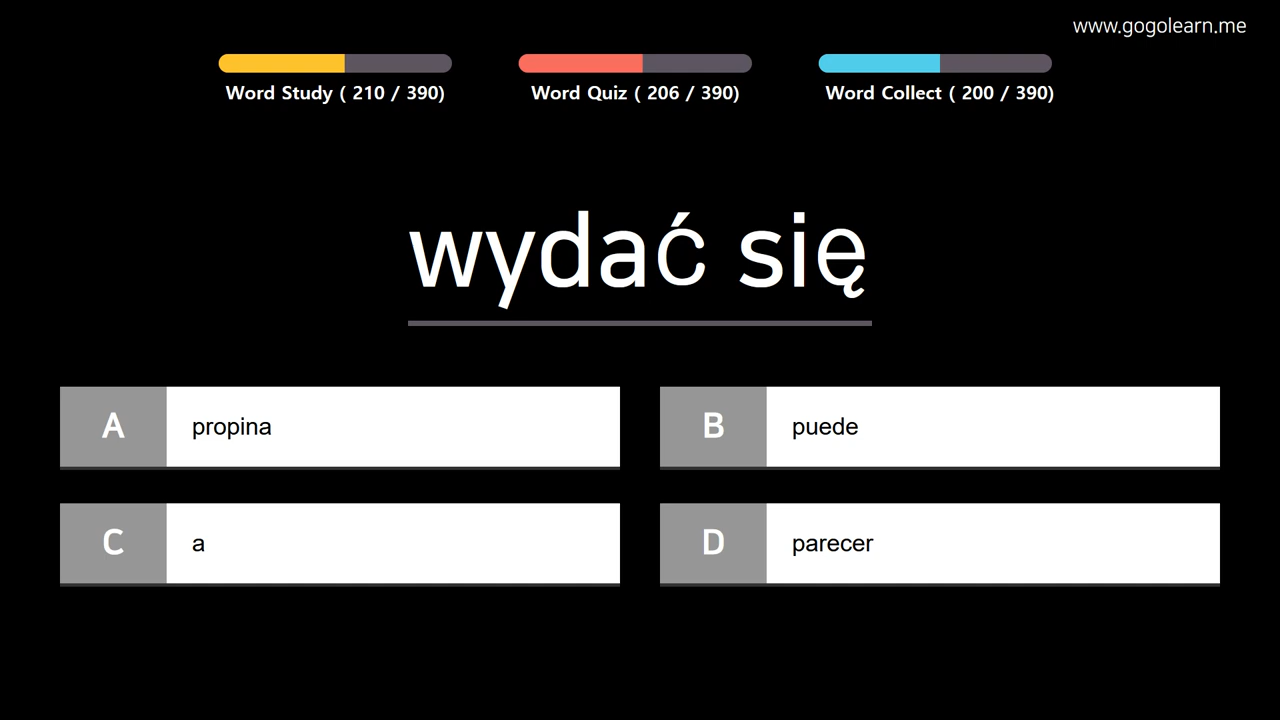 www.gogolearn.me
Word Study ( 210 / 390)
Word Quiz ( 206 / 390)
Word Collect ( 200 / 390)
wydać się
A propina
B puede
C a
D parecer